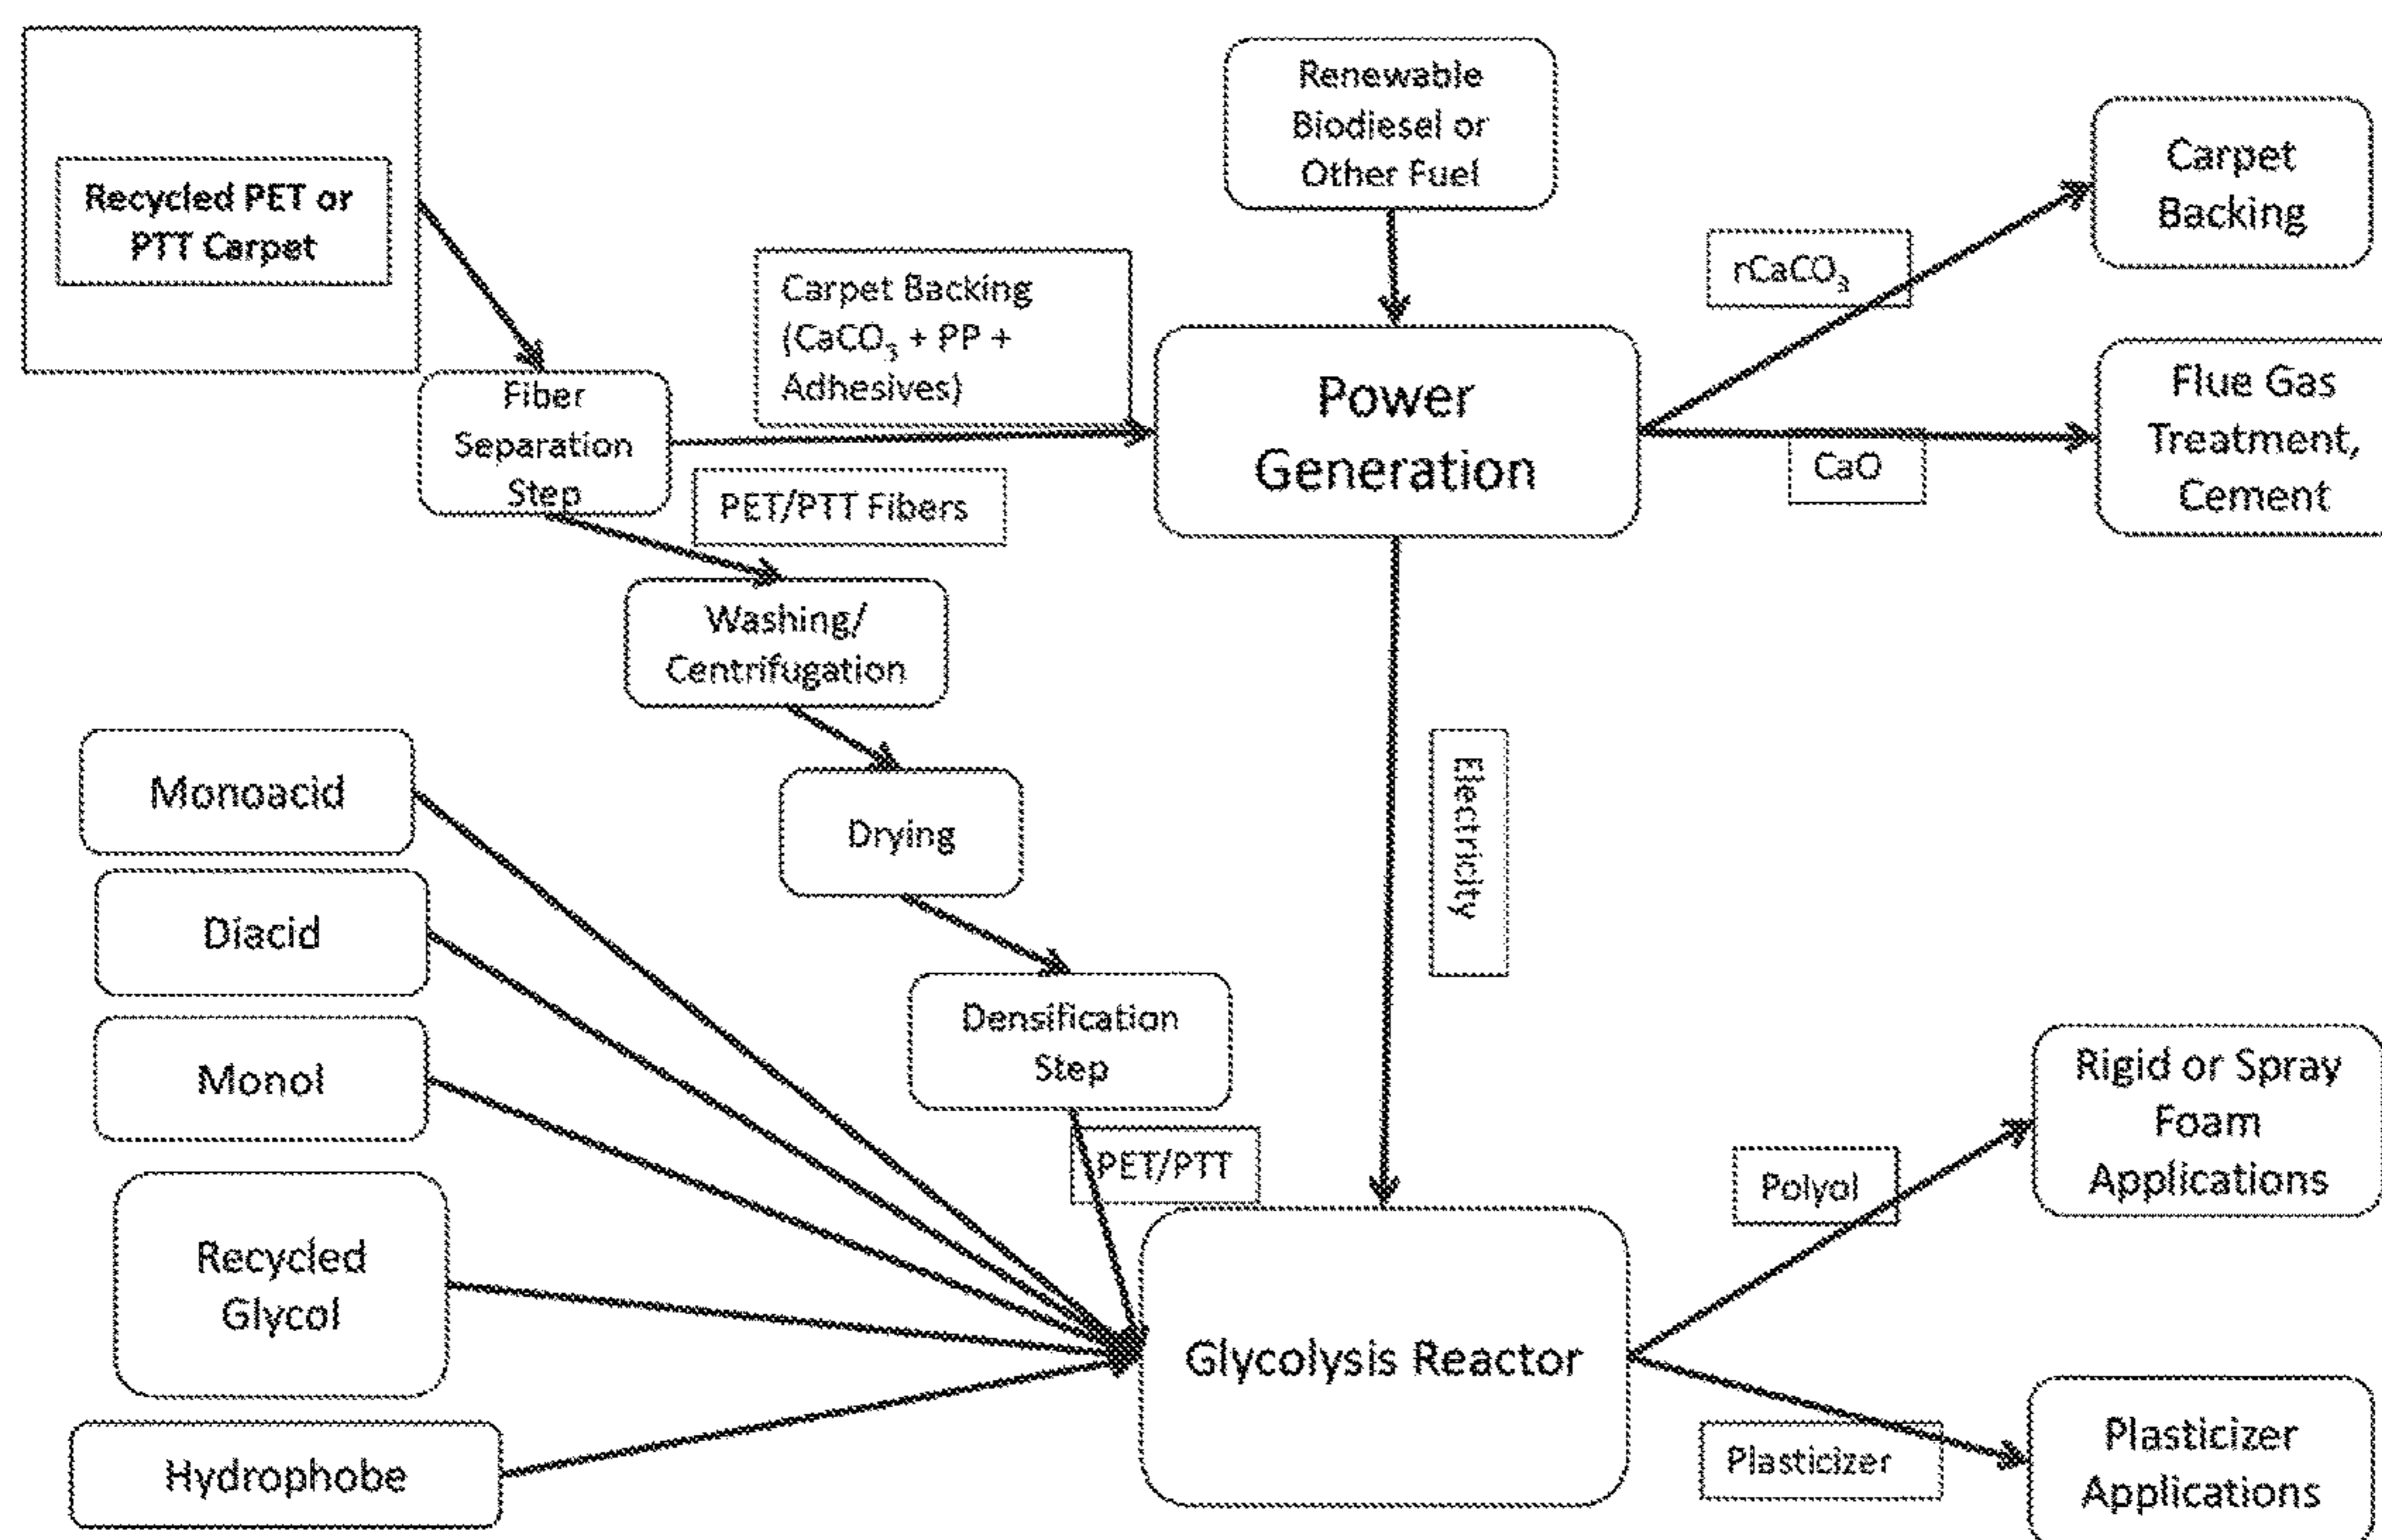 Recycled PET or
PTT Carpet
Renewable
Biodiesel or
Other Fuel
Carpet
Backing
nCaCO₃
Carpet Backing
(CaCO₃ + PP +
Adhesives)
Power
Generation
Flue Gas
Treatment,
Cement
CaO
Fiber
Separation
Step
PET/PTT Fibers
Washing/
Centrifugation
Drying
Densification
Step
PET/PTT
Electricity
Monoacid
Diacid
Monol
Recycled
Glycol
Hydrophobe
Glycolysis Reactor
Polyol
Rigid or Spray
Foam
Applications
Plasticizer
Plasticizer
Applications